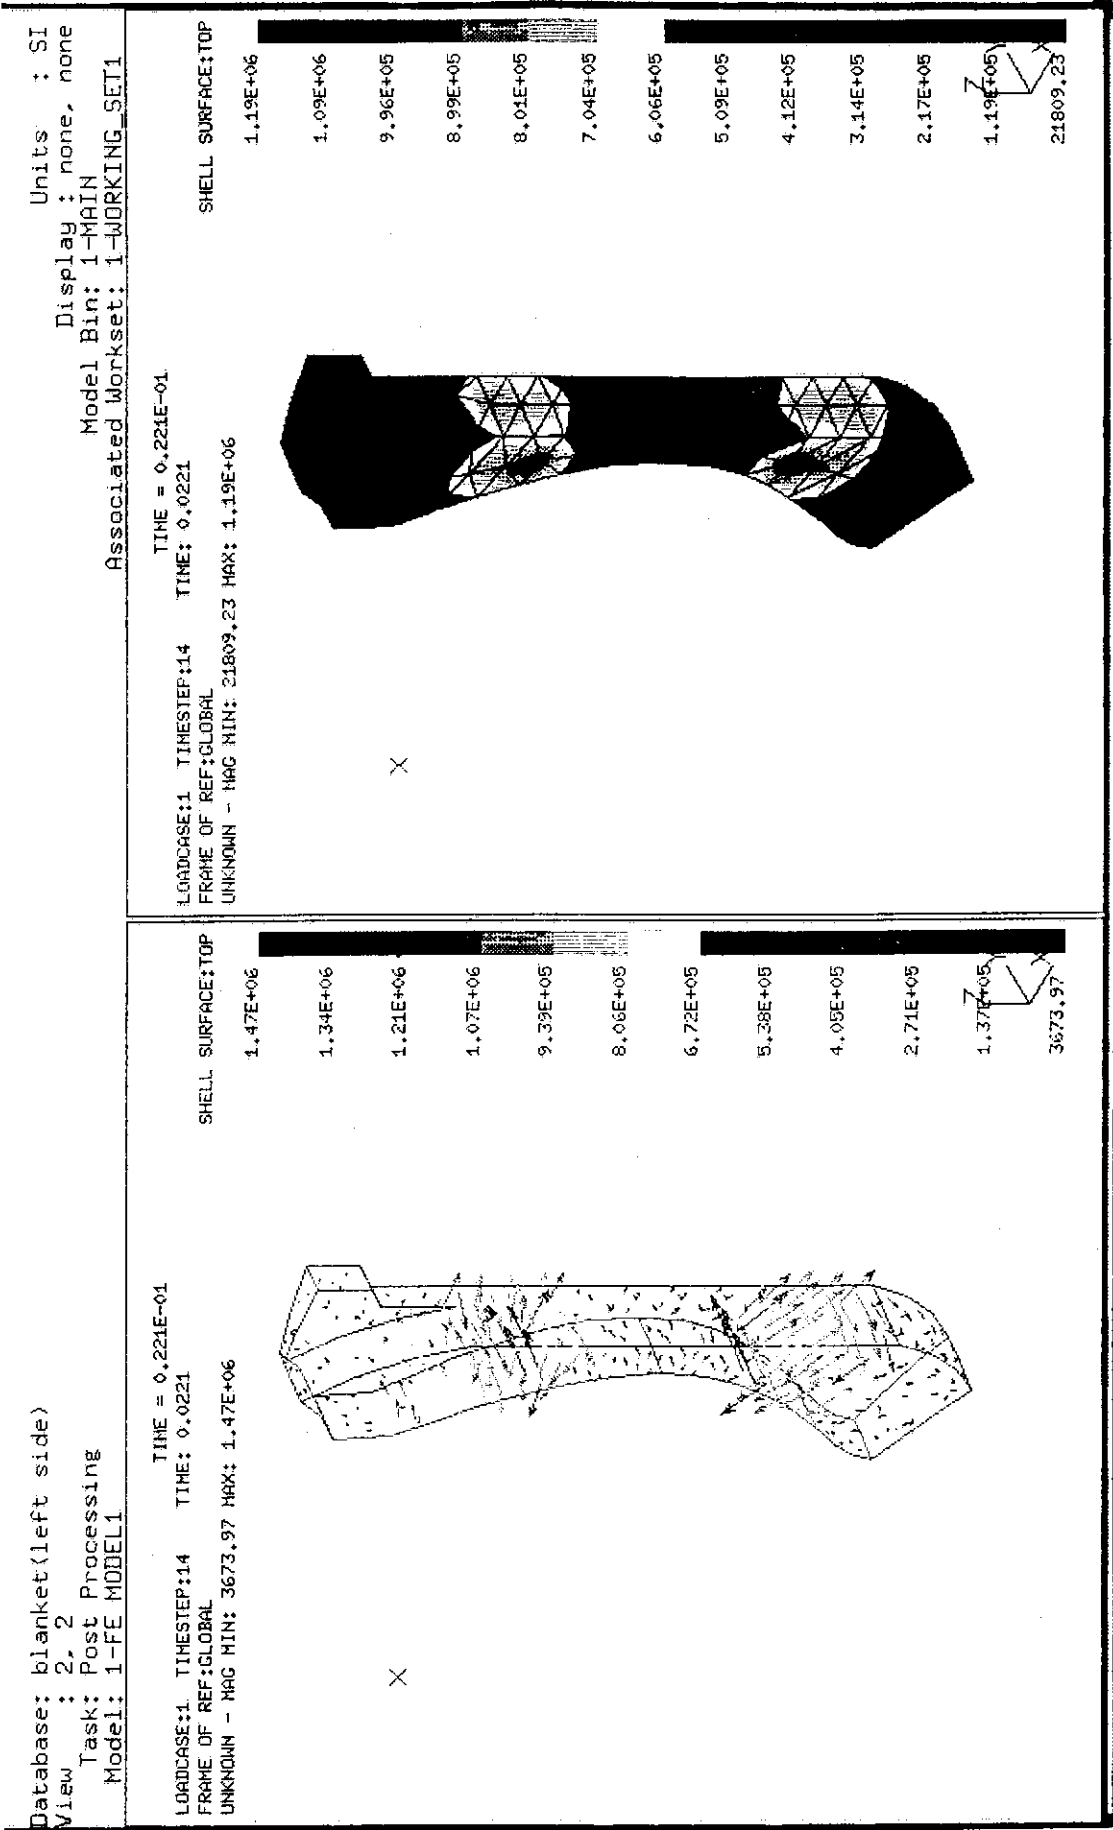 Database: blanket(left side)
View : 2, 2
Task: Post Processing
Model: 1-FE MODEL1
Units : SI
Display : none, none
Model Bin: 1-MAIN
Associated Workset: 1-WORKING_SET1
TIME = 0.221E-01
LOADCASE:1 TIMESTEP:14 TIME: 0.0221
FRAME OF REF:GLOBAL
UNKNOWN - MAG MIN: 3673.97 MAX: 1.47E+06
SHELL SURFACE:TOP
1.47E+06
1.34E+06
1.21E+06
1.07E+06
9.39E+05
8.06E+05
6.72E+05
5.38E+05
4.05E+05
2.71E+05
1.37E+05
3673.97
Z
Y
X
TIME = 0.221E-01
LOADCASE:1 TIMESTEP:14 TIME: 0.0221
FRAME OF REF:GLOBAL
UNKNOWN - MAG MIN: 21809.23 MAX: 1.19E+06
SHELL SURFACE:TOP
1.19E+06
1.09E+06
9.96E+05
8.99E+05
8.01E+05
7.04E+05
6.06E+05
5.09E+05
4.12E+05
3.14E+05
2.17E+05
1.19E+05
21809.23
Z
Y
X